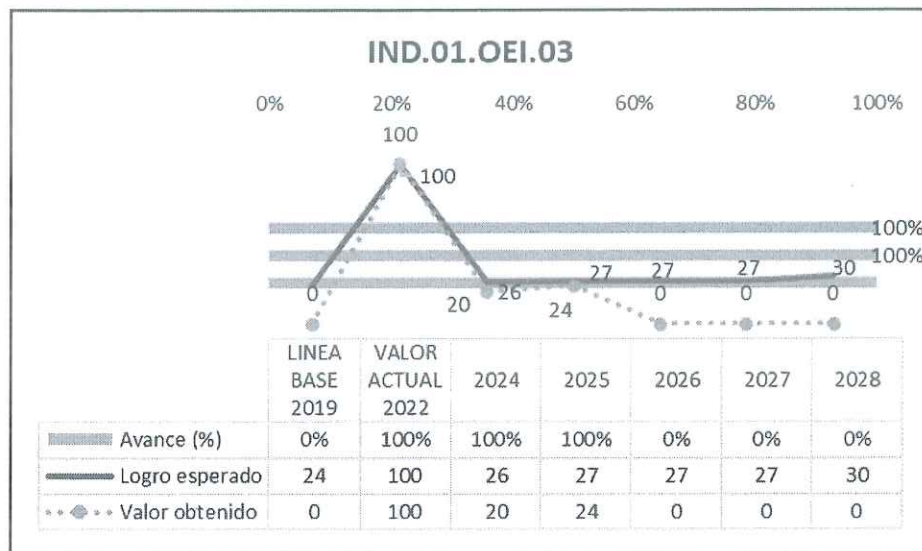 IND.01.OEI.03
0% 20% 40% 60% 80% 100%
100
100
100%
100%
27 27 27 30
0 20 26 24 0 0 0
LINEA BASE 2019 VALOR ACTUAL 2022 2024 2025 2026 2027 2028
Avance (%) 0% 100% 100% 100% 0% 0% 0%
Logro esperado 24 100 26 27 27 27 30
Valor obtenido 0 100 20 24 0 0 0